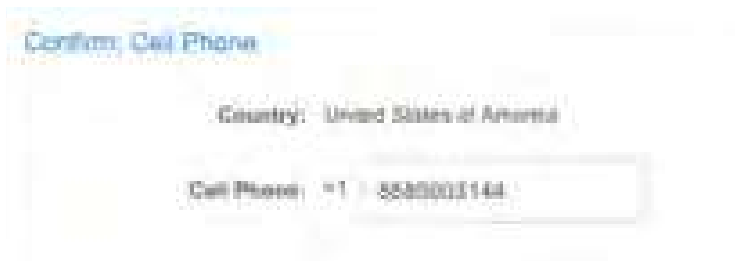 Confirm Cell Phone
Country: United States of America
Cell Phone: +1